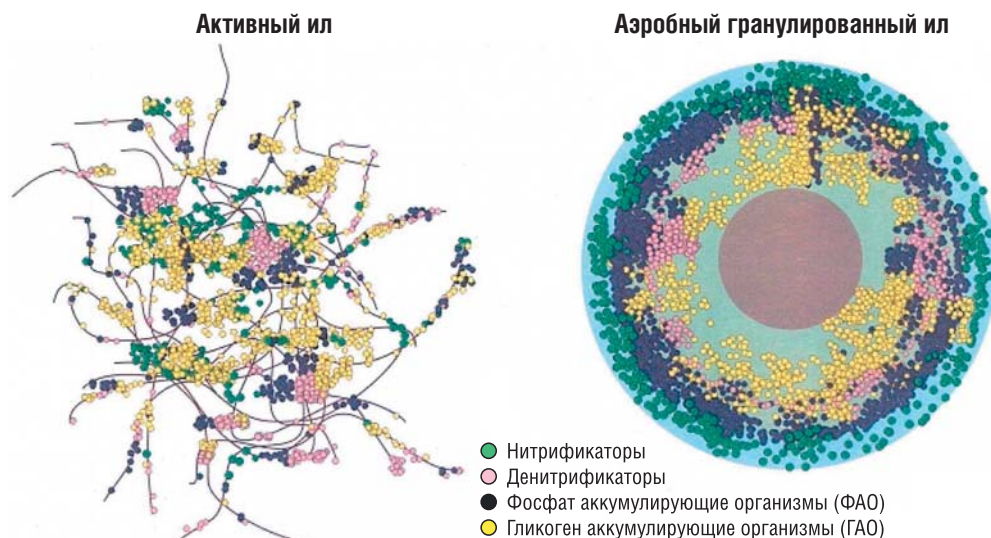 Активный ил
Аэробный гранулированный ил
Нитрификаторы
Денитрификаторы
Фосфат аккумулирующие организмы (ФАО)
Гликоген аккумулирующие организмы (ГАО)